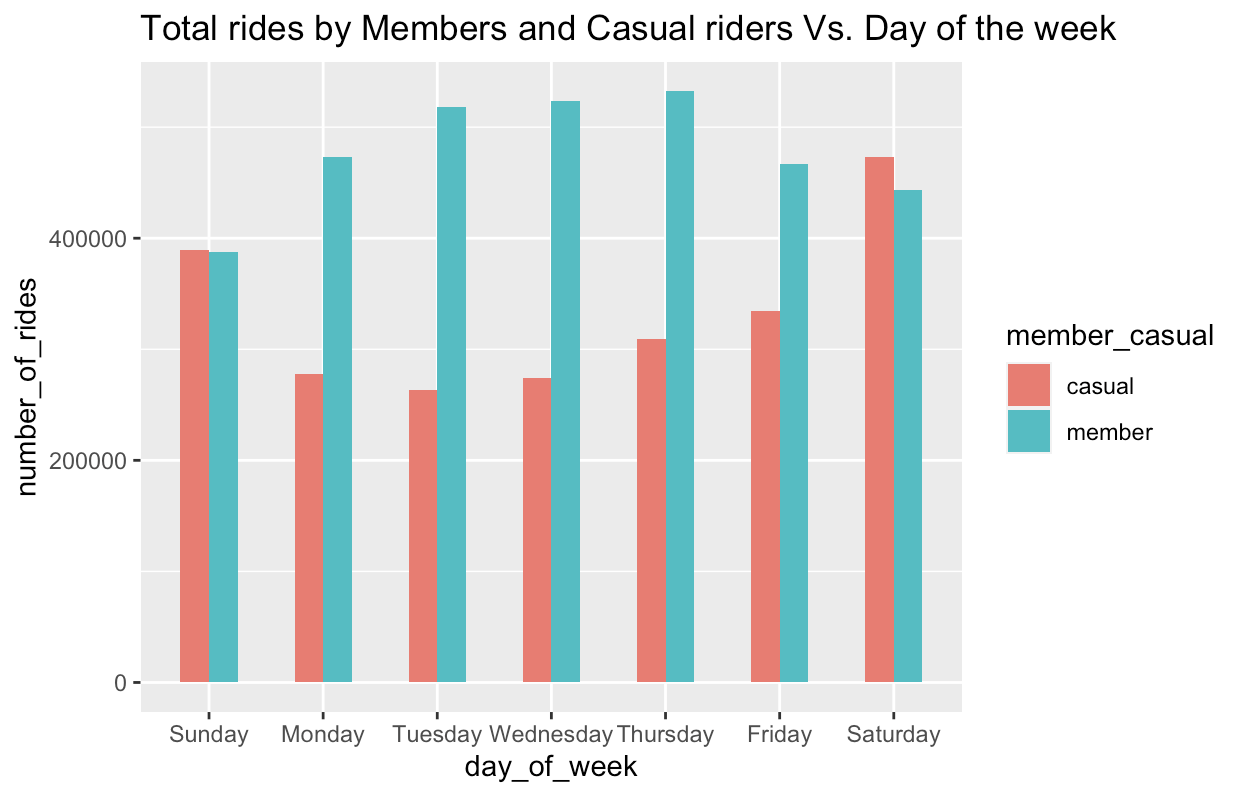 Total rides by Members and Casual riders Vs. Day of the week
number_of_rides
400000
200000
0
Sunday Monday Tuesday Wednesday Thursday Friday Saturday
day_of_week
member_casual
casual
member